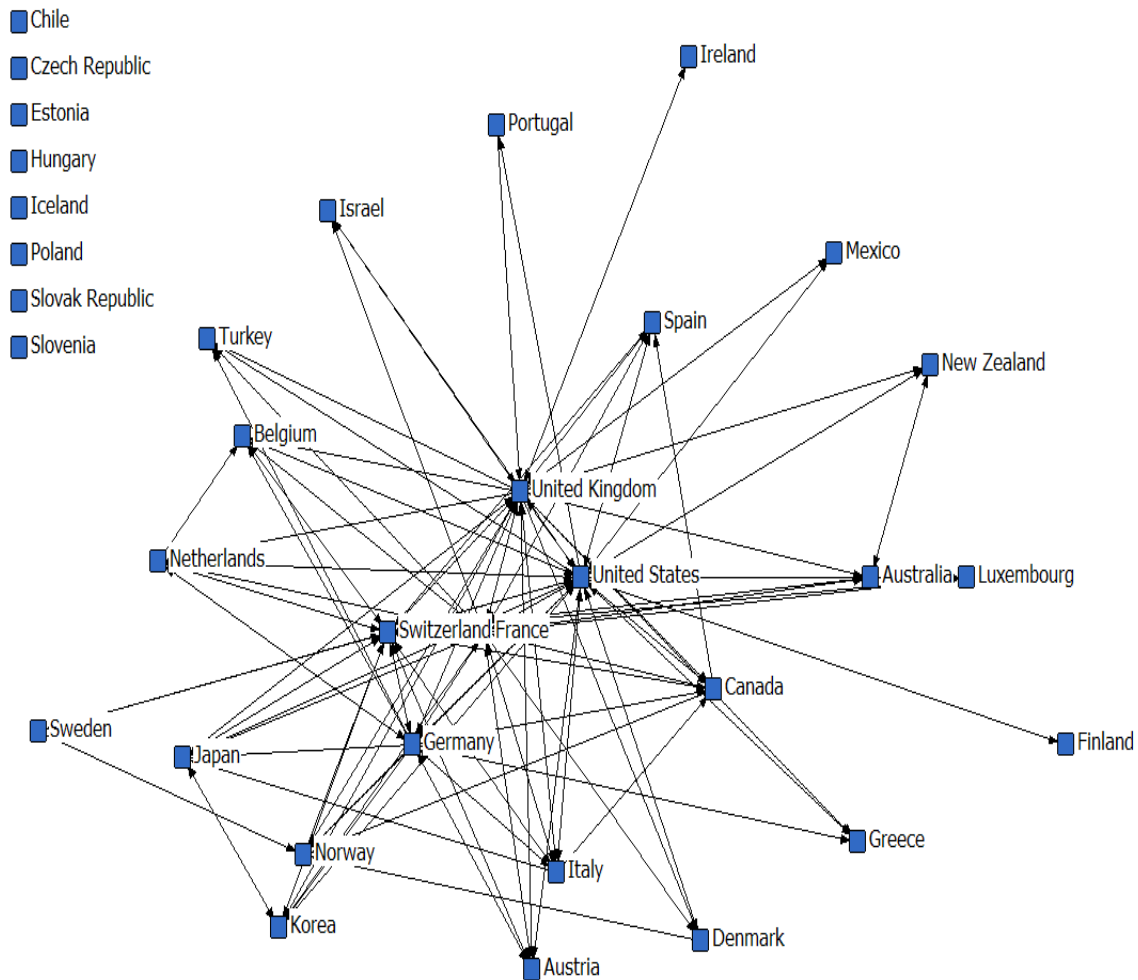 Chile
Czech Republic
Estonia
Hungary
Iceland
Poland
Slovak Republic
Slovenia
Ireland
Portugal
Israel
Mexico
Spain
Turkey
New Zealand
Belgium
United Kingdom
Netherlands
United States
Australia
Luxembourg
Switzerland
France
Canada
Sweden
Japan
Germany
Finland
Greece
Norway
Italy
Korea
Denmark
Austria